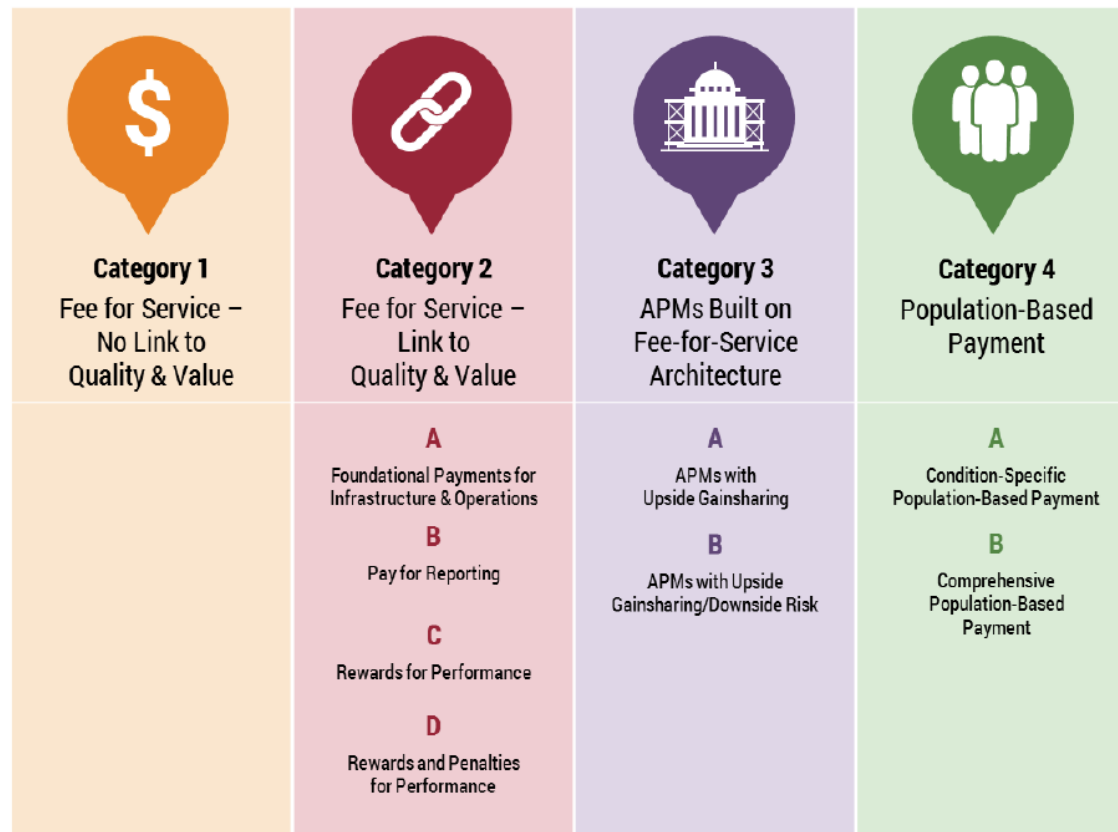 $
Category 1
Fee for Service –
No Link to
Quality & Value
Category 2
Fee for Service –
Link to
Quality & Value
Category 3
APMs Built on
Fee-for-Service
Architecture
Category 4
Population-Based
Payment
A
Foundational Payments for
Infrastructure & Operations
B
Pay for Reporting
C
Rewards for Performance
D
Rewards and Penalties
for Performance
A
APMs with
Upside Gainsharing
B
APMs with Upside
Gainsharing/Downside Risk
A
Condition-Specific
Population-Based Payment
B
Comprehensive
Population-Based
Payment